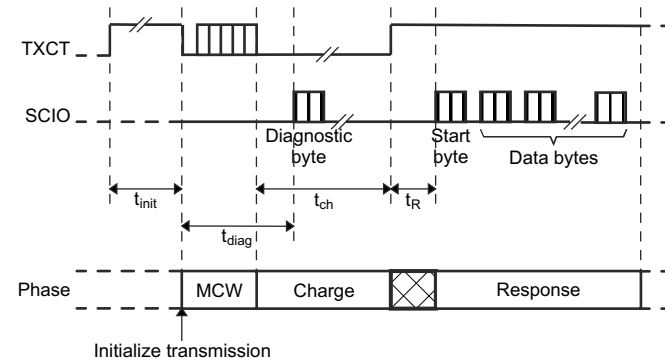 TXCT
SCIO
Diagnostic
byte
Start
byte
Data bytes
tinit
tch
tR
tdiag
Phase
MCW
Charge
Response
Initialize transmission